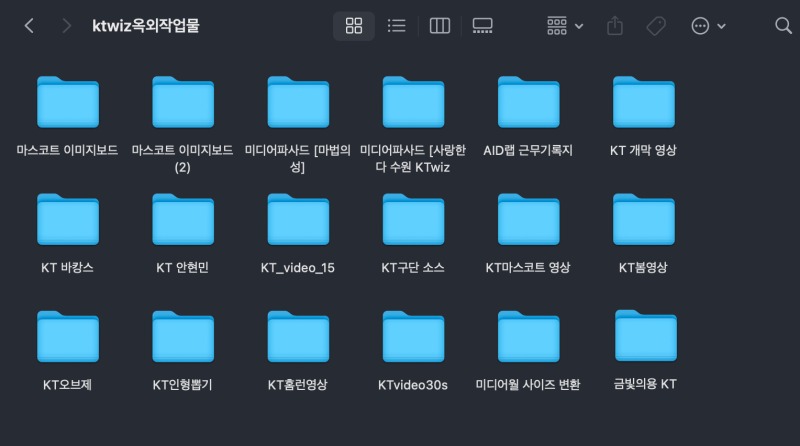 ktwiz옥외작업물
마스코트 이미지보드
마스코트 이미지보드
(2)
미디어파사드 [마법의
성]
미디어파사드 [사랑한
다 수원 KTwiz
AID랩 근무기록지
KT 개막 영상
KT 바캉스
KT 안현민
KT_video_15
KT구단 소스
KT마스코트 영상
KT봄영상
KT오브제
KT인형뽑기
KT홈런영상
KTvideo30s
미디어월 사이즈 변환
금빛의용 KT